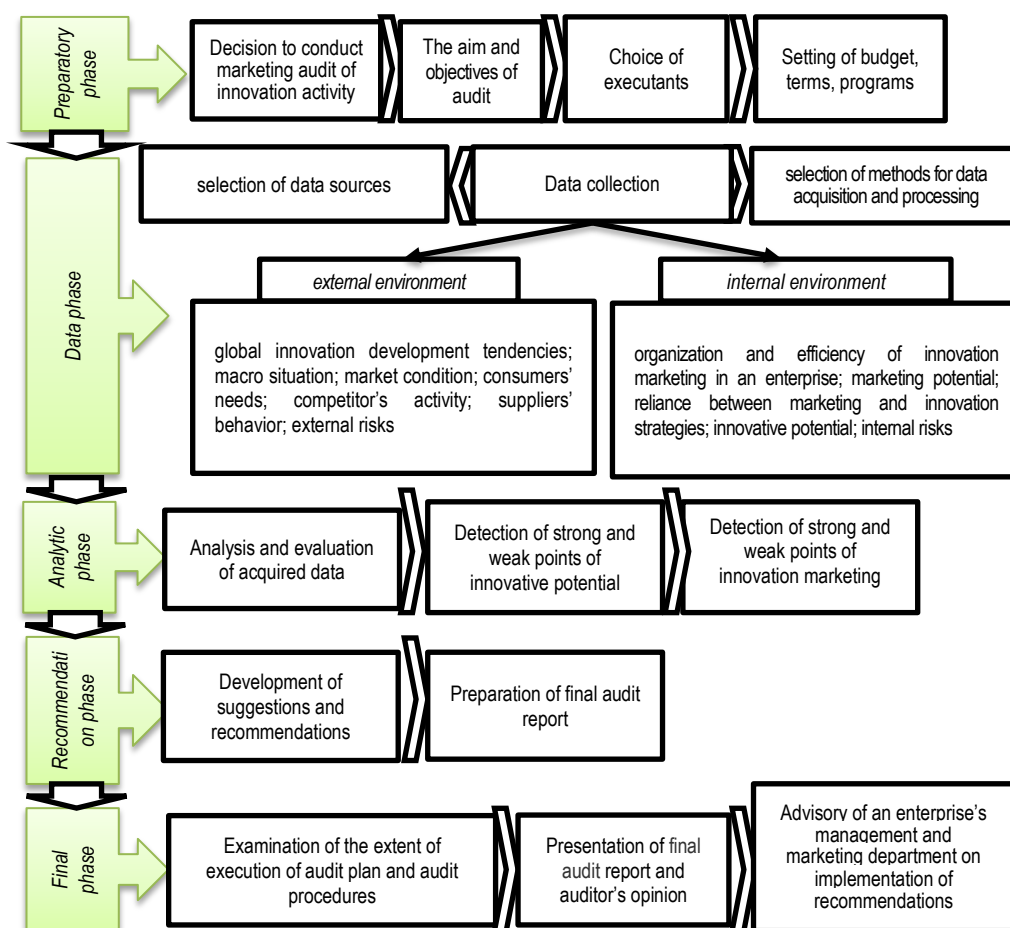 Preparatory
phase
Decision to conduct
marketing audit of
innovation activity
The aim and
objectives of
audit
Choice of
executants
Setting of budget,
terms, programs
Data phase
selection of data sources
Data collection
selection of methods for data
acquisition and processing
external environment
internal environment
global innovation development tendencies;
macro situation; market condition; consumers’
needs; competitor’s activity; suppliers’
behavior; external risks
organization and efficiency of innovation
marketing in an enterprise; marketing potential;
reliance between marketing and innovation
strategies; innovative potential; internal risks
Analytic
phase
Analysis and evaluation
of acquired data
Detection of strong and
weak points of
innovative potential
Detection of strong and
weak points of
innovation marketing
Recommendati
on phase
Development of
suggestions and
recommendations
Preparation of final audit
report
Final
phase
Examination of the extent of
execution of audit plan and audit
procedures
Presentation of final
audit report and
auditor’s opinion
Advisory of an enterprise’s
management and
marketing department on
implementation of
recommendations